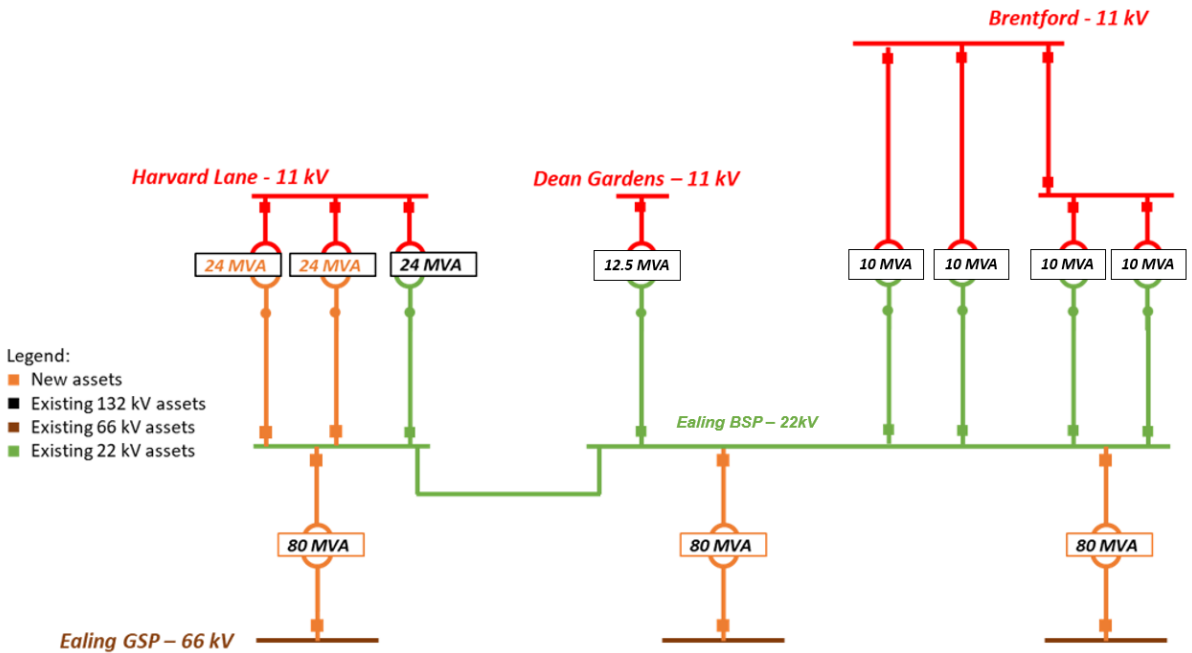 Brentford - 11 kV
Harvard Lane - 11 kV
Dean Gardens – 11 kV
24 MVA
24 MVA
24 MVA
12.5 MVA
10 MVA
10 MVA
10 MVA
10 MVA
Legend:
New assets
Existing 132 kV assets
Existing 66 kV assets
Existing 22 kV assets
Ealing BSP – 22kV
80 MVA
80 MVA
80 MVA
Ealing GSP – 66 kV